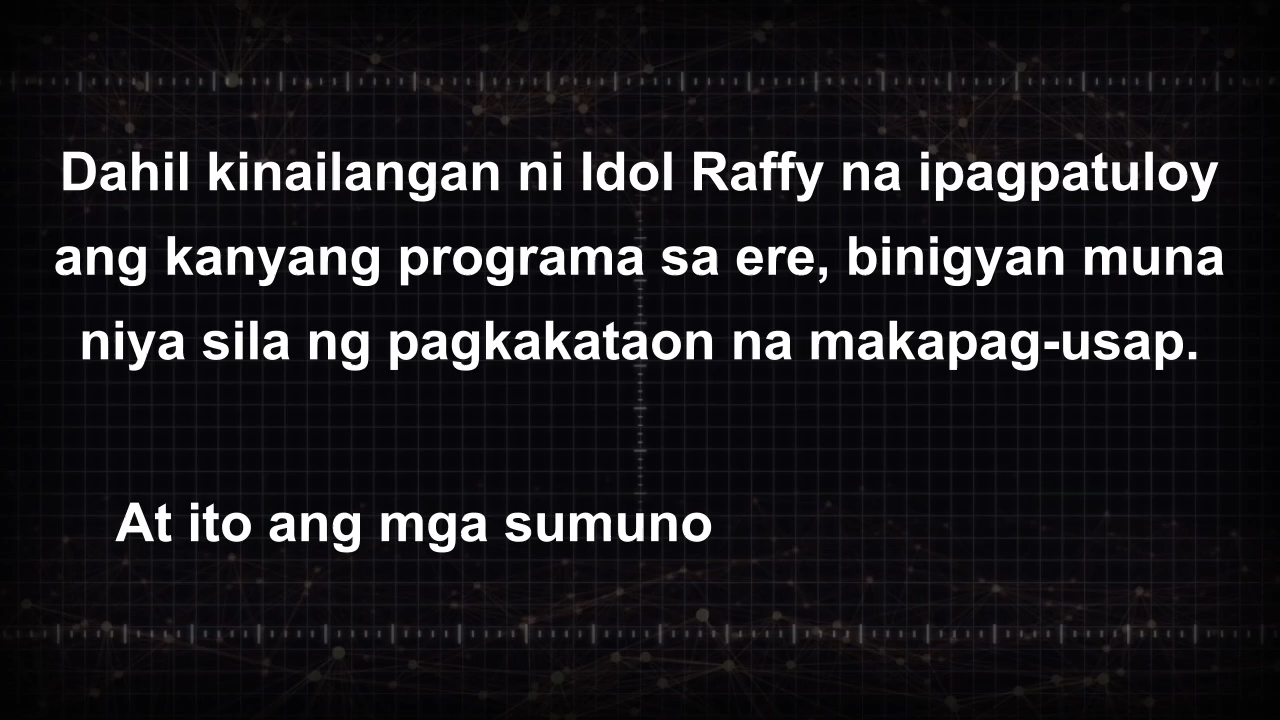 Dahil kinailangan ni Idol Raffy na ipagpatuloy
ang kanyang programa sa ere, binigyan muna
niya sila ng pagkakataon na makapag-usap.
At ito ang mga sumuno